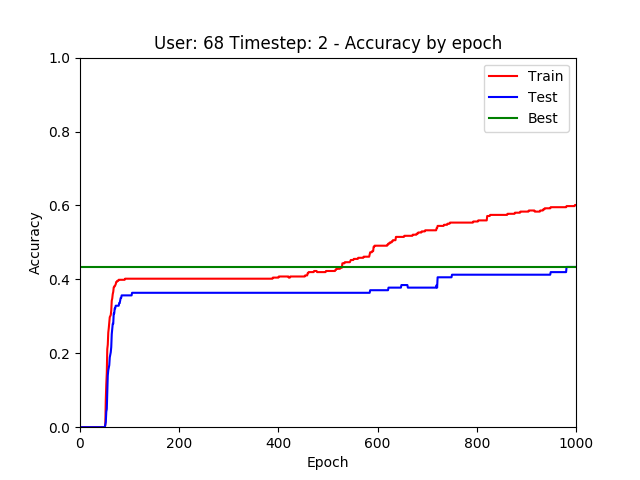 User: 68 Timestep: 2 - Accuracy by epoch
1.0
0.8
0.6
0.4
0.2
0.0
Accuracy
Train
Test
Best
0 200 400 600 800 1000
Epoch